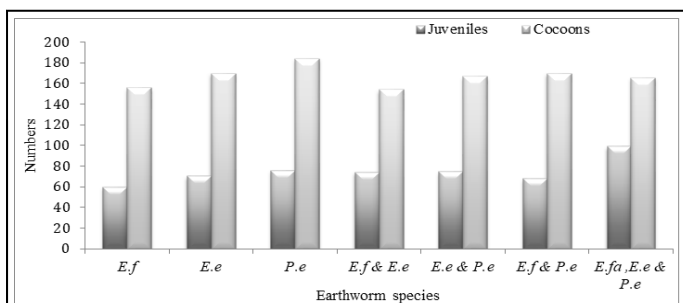 Juveniles Cocoons
200
180
160
140
120
100
80
60
40
20
0
Numbers
E.f E.e P.e E.f & E.e E.e & P.e E.f & P.e E.fa ,E.e &
P.e
Earthworm species